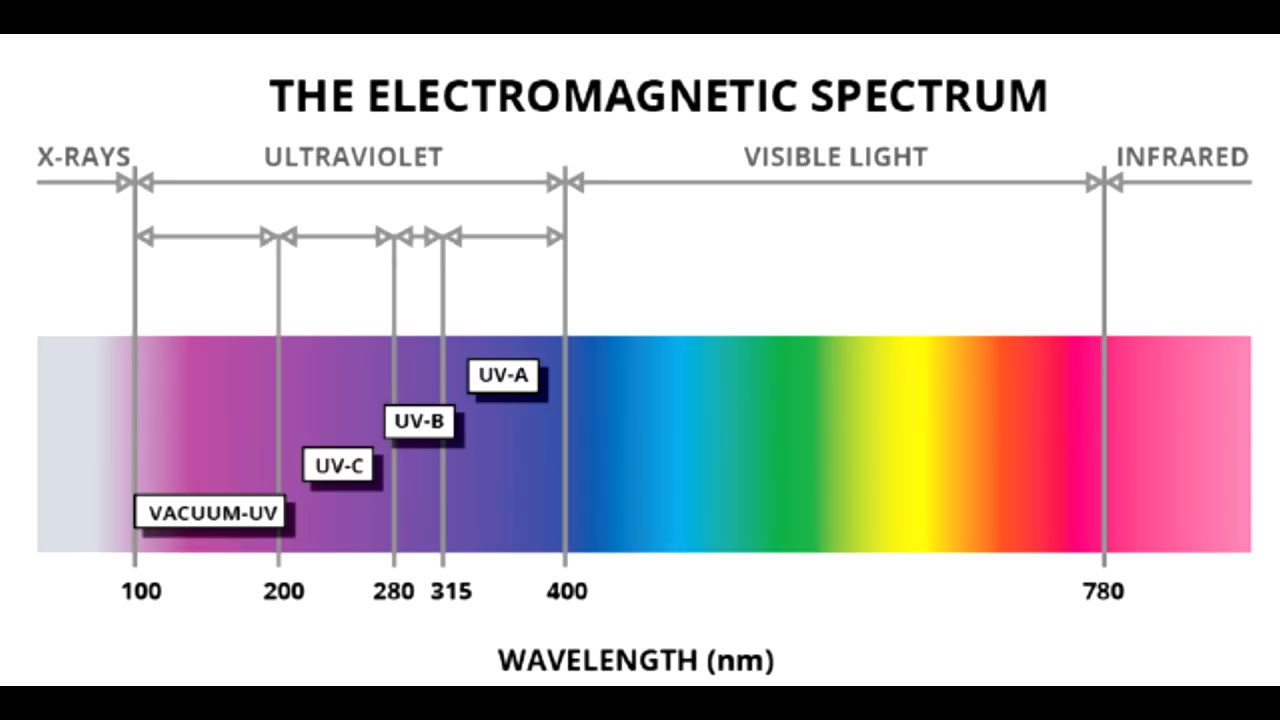 THE ELECTROMAGNETIC SPECTRUM
X-RAYS ULTRAVIOLET VISIBLE LIGHT INFRARED
UV-A
UV-B
UV-C
VACUUM-UV
100 200 280 315 400 780
WAVELENGTH (nm)